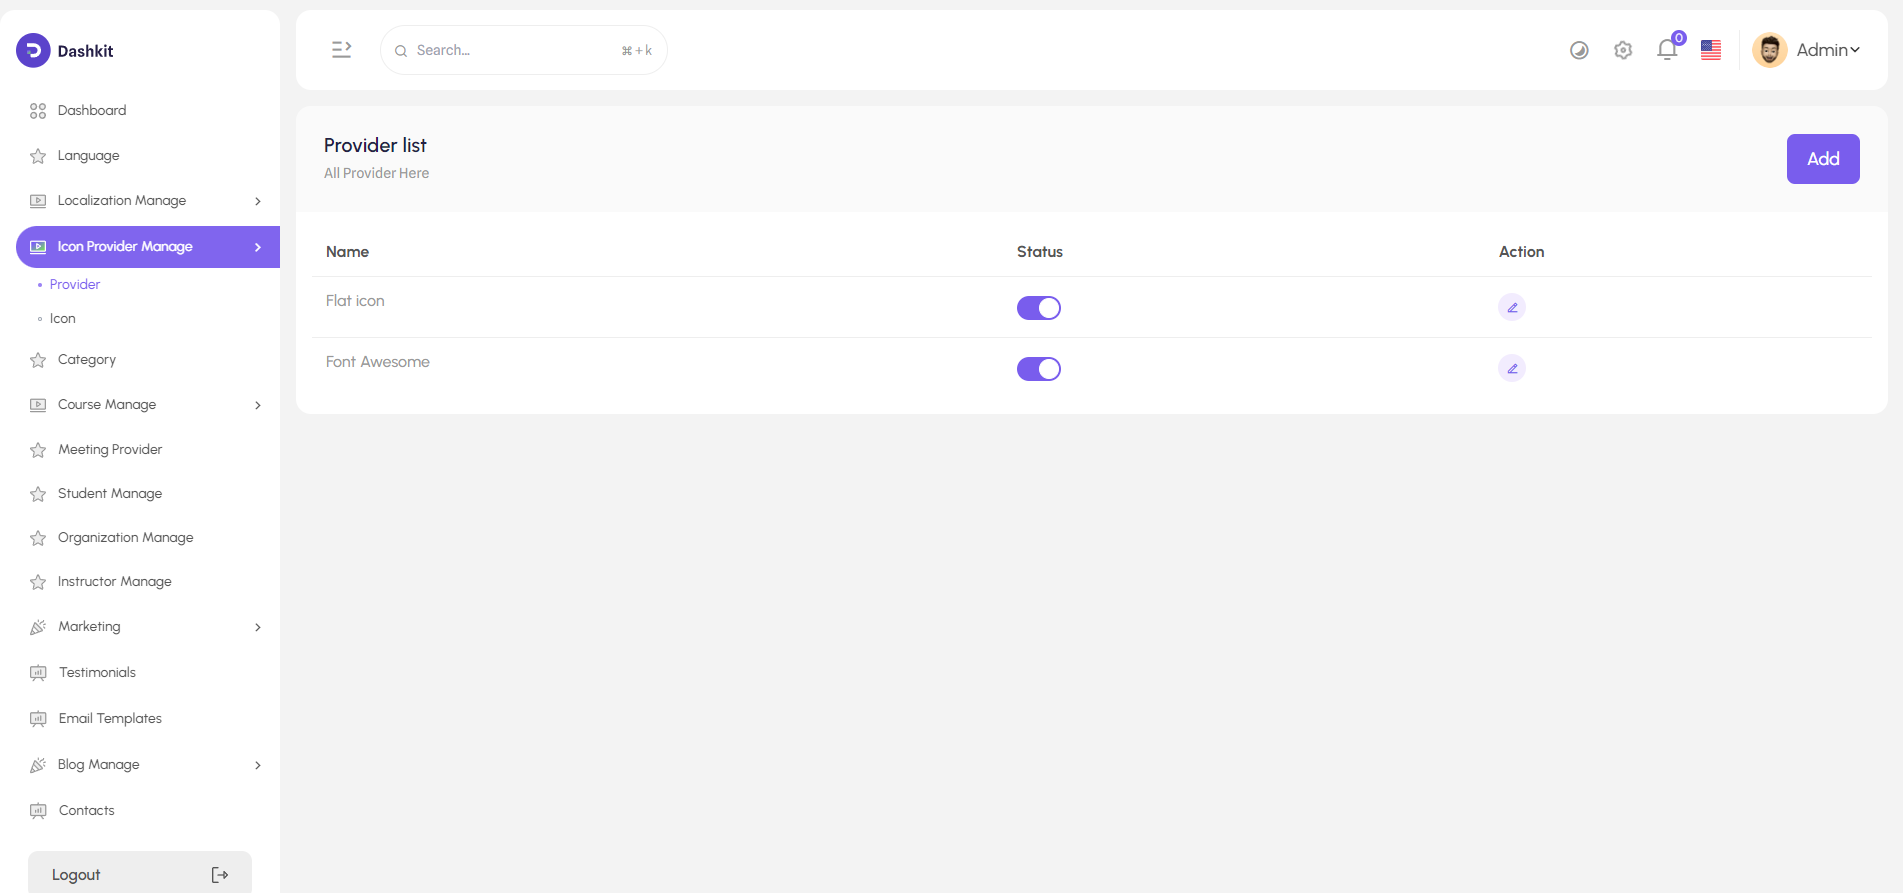 Dashkit
Dashboard
Language
Localization Manage
Icon Provider Manage
Provider
Icon
Category
Course Manage
Meeting Provider
Student Manage
Organization Manage
Instructor Manage
Marketing
Testimonials
Email Templates
Blog Manage
Contacts
Logout
Search... ⌘ + k
0
Admin
Provider list
All Provider Here
Add
Name Status Action
Flat icon
Font Awesome